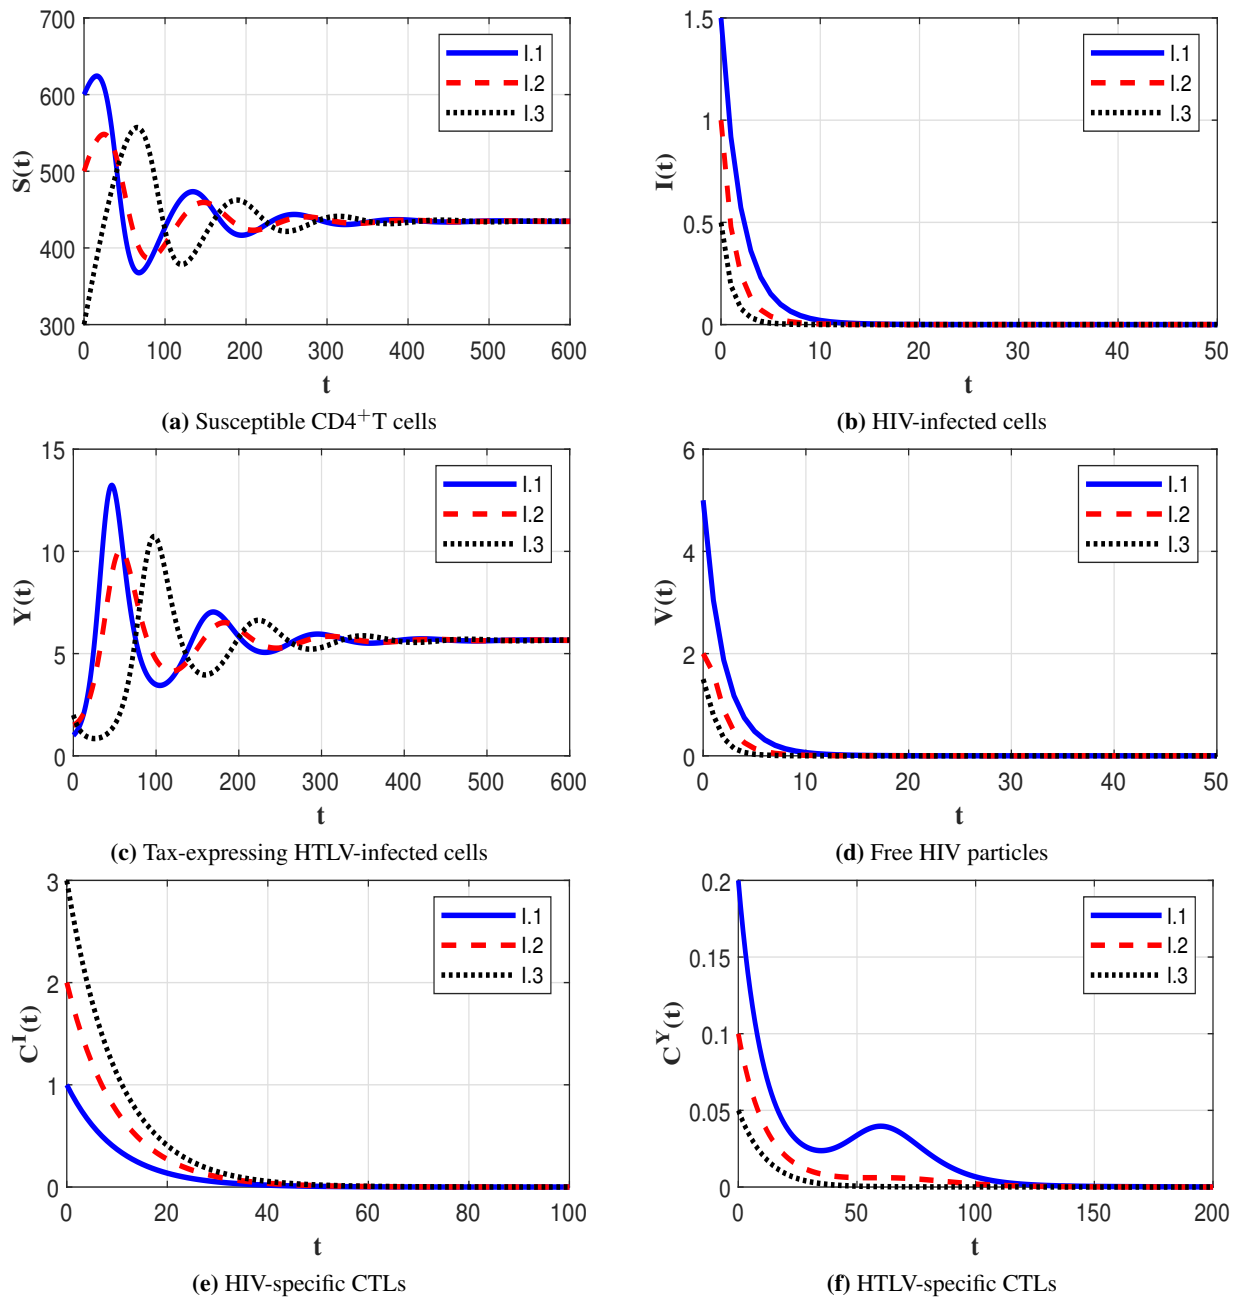 700
600
500
400
300
S(t)
I.1
I.2
I.3
0 100 200 300 400 500 600
t
(a) Susceptible CD4+T cells
1.5
1
0.5
0
I(t)
I.1
I.2
I.3
0 10 20 30 40 50
t
(b) HIV-infected cells
15
10
5
0
Y(t)
I.1
I.2
I.3
0 100 200 300 400 500 600
t
(c) Tax-expressing HTLV-infected cells
6
4
2
0
V(t)
I.1
I.2
I.3
0 10 20 30 40 50
t
(d) Free HIV particles
3
2
1
0
C^I(t)
I.1
I.2
I.3
0 20 40 60 80 100
t
(e) HIV-specific CTLs
0.2
0.15
0.1
0.05
0
C^Y(t)
I.1
I.2
I.3
0 50 100 150 200
t
(f) HTLV-specific CTLs